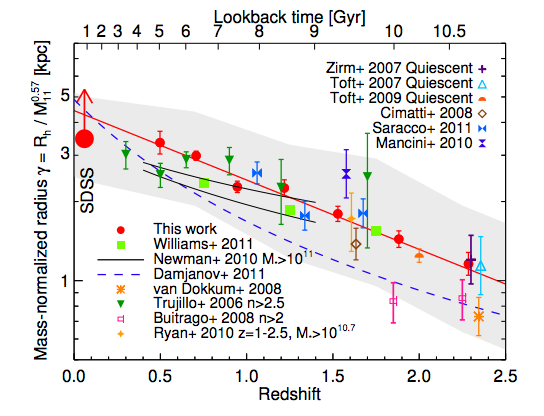 Lookback time [Gyr]
1 2 3 4 5 6 7 8 9 10 10.5
Mass-normalized radius γ = R_h / M_11^0.57 [kpc]
5
3
1
Zirm+ 2007 Quiescent
Toft+ 2007 Quiescent
Toft+ 2009 Quiescent
Cimatti+ 2008
Saracco+ 2011
Mancini+ 2010
SDSS
This work
Williams+ 2011
Newman+ 2010 M*>10^11
Damjanov+ 2011
van Dokkum+ 2008
Trujillo+ 2006 n>2.5
Buitrago+ 2008 n>2
Ryan+ 2010 z=1-2.5, M*>10^10.7
0.0 0.5 1.0 1.5 2.0 2.5
Redshift